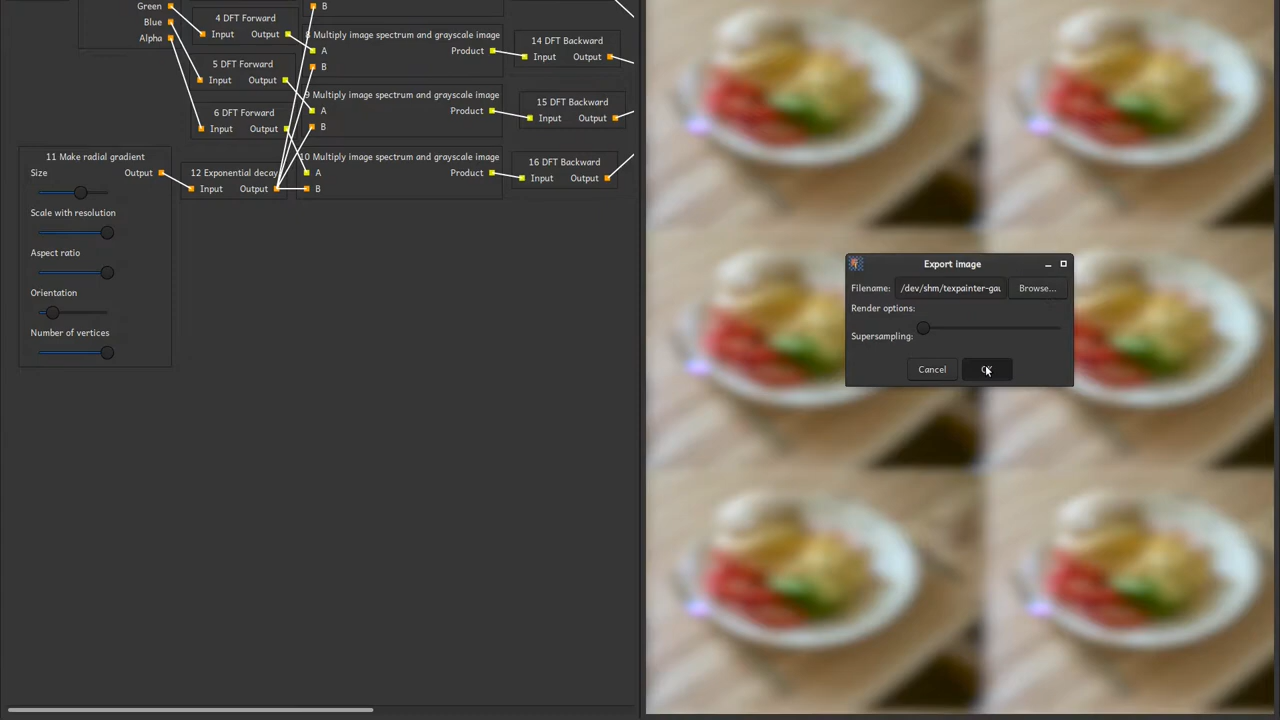 Green
Blue
Alpha
4 DFT Forward
Input Output
5 DFT Forward
Input Output
6 DFT Forward
Input Output
B
8 Multiply image spectrum and grayscale image
A Product
B
9 Multiply image spectrum and grayscale image
A Product
B
10 Multiply image spectrum and grayscale image
A Product
B
14 DFT Backward
Input Output
15 DFT Backward
Input Output
16 DFT Backward
Input Output
11 Make radial gradient
Size Output
Scale with resolution
Aspect ratio
Orientation
Number of vertices
12 Exponential decay
Input Output
Export image
Filename: /dev/shm/texpainter-gau Browse...
Render options:
Supersampling:
Cancel OK